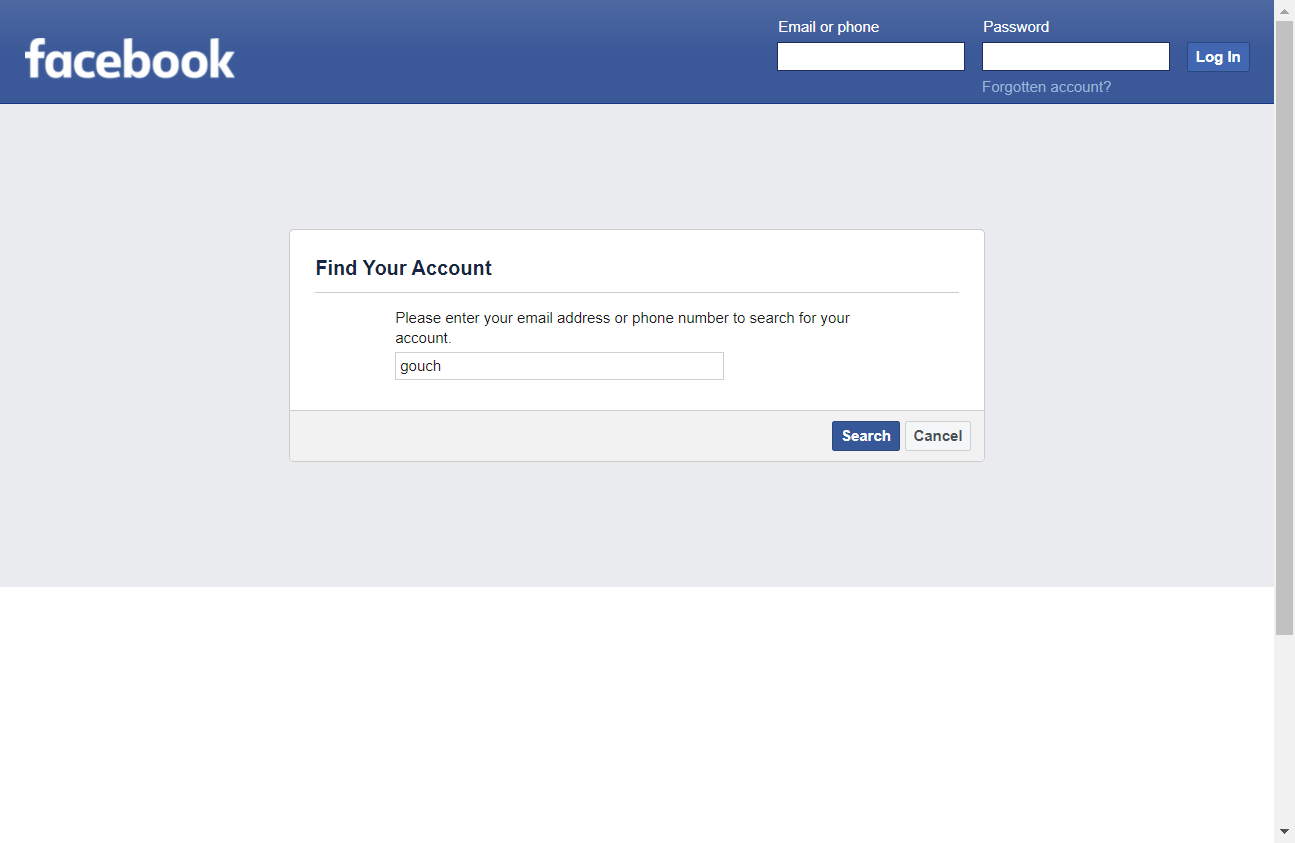 facebook
Email or phone
Password
Log In
Forgotten account?
Find Your Account
Please enter your email address or phone number to search for your
account.
gouch
Search
Cancel